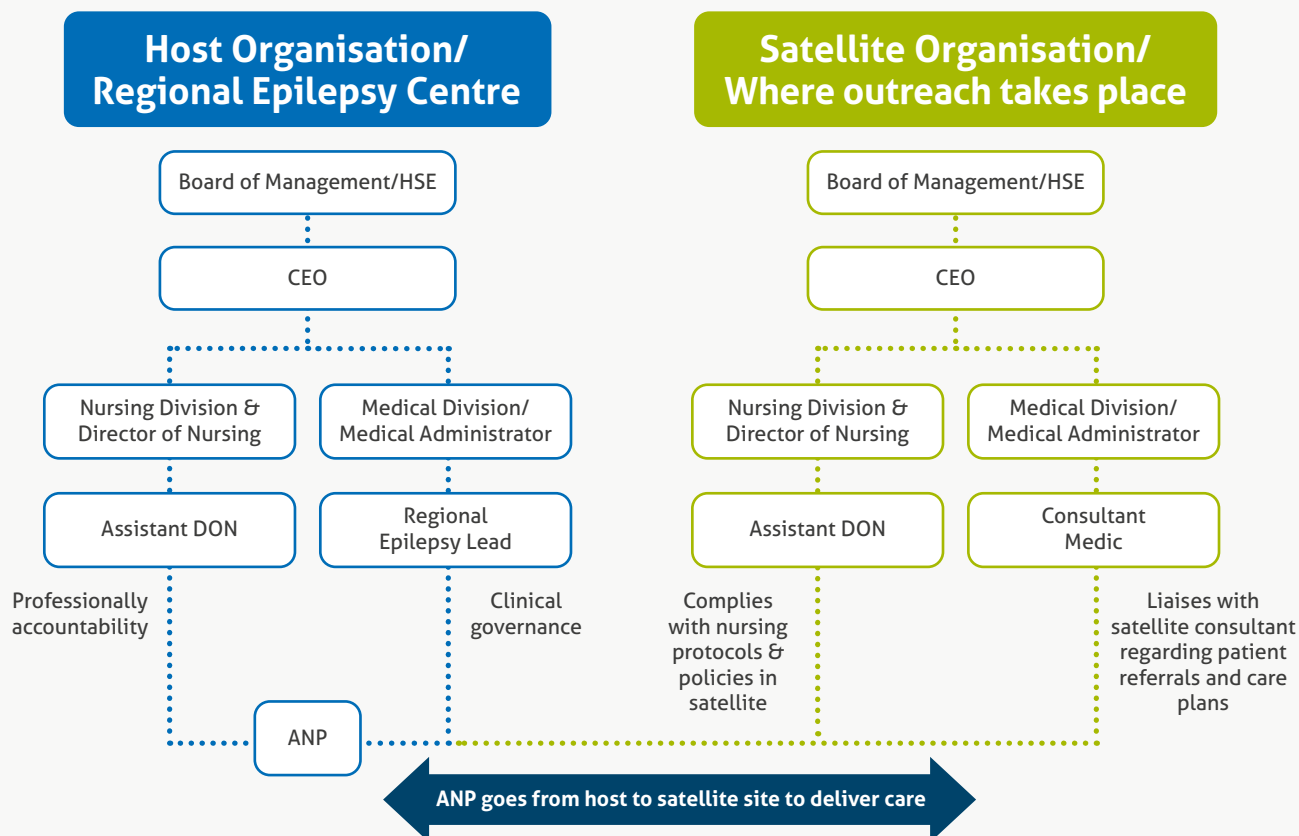 Host Organisation/
Regional Epilepsy Centre
Board of Management/HSE
CEO
Nursing Division &
Director of Nursing
Medical Division/
Medical Administrator
Assistant DON
Regional
Epilepsy Lead
Professionally
accountability
Clinical
governance
ANP
Satellite Organisation/
Where outreach takes place
Board of Management/HSE
CEO
Nursing Division &
Director of Nursing
Medical Division/
Medical Administrator
Assistant DON
Consultant
Medic
Complies
with nursing
protocols &
policies in
satellite
Liaises with
satellite consultant
regarding patient
referrals and care
plans
ANP goes from host to satellite site to deliver care